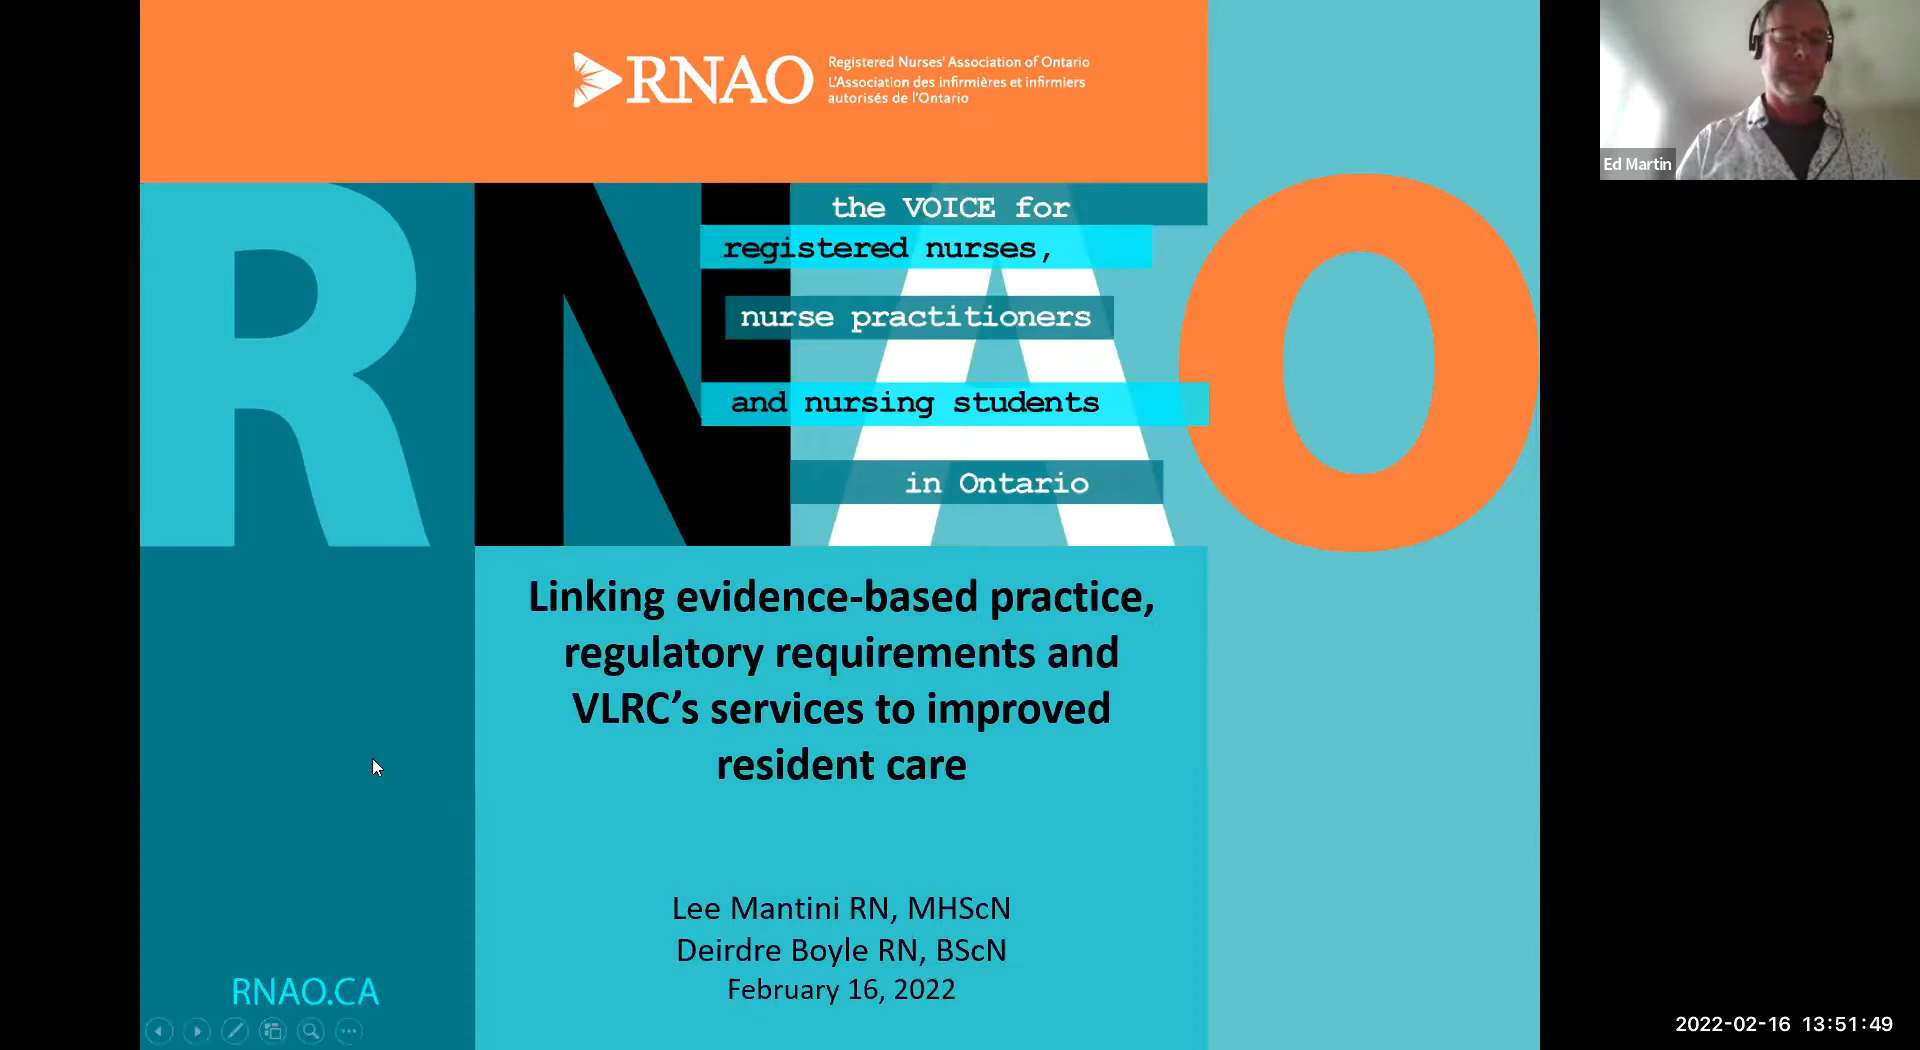 RNAO
Registered Nurses' Association of Ontario
L'Association des infirmières et infirmiers
autorisés de l'Ontario
Ed Martin
RNAO
the VOICE for
registered nurses,
nurse practitioners
and nursing students
in Ontario
Linking evidence-based practice,
regulatory requirements and
VLRC’s services to improved
resident care
Lee Mantini RN, MHScN
Deirdre Boyle RN, BScN
February 16, 2022
RNAO.CA
2022-02-16 13:51:49